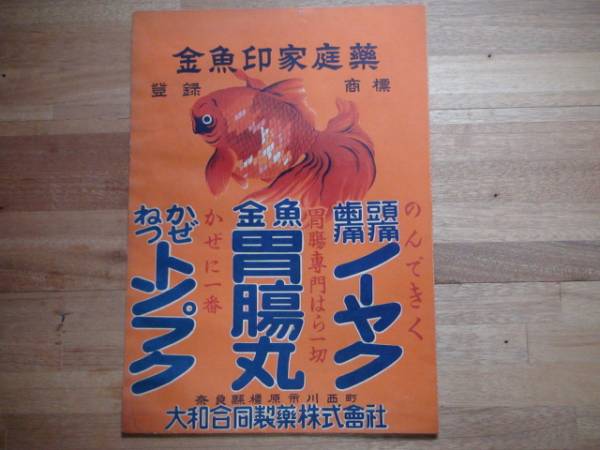 金魚印家庭藥
登録 商標
のんできく
頭痛 歯痛
ノーヤク
胃腸専門はら一切
金魚
胃腸丸
かぜに一番
かぜ
ねつ
トンプク
奈良縣橿原市川西町
大和合同製薬株式會社